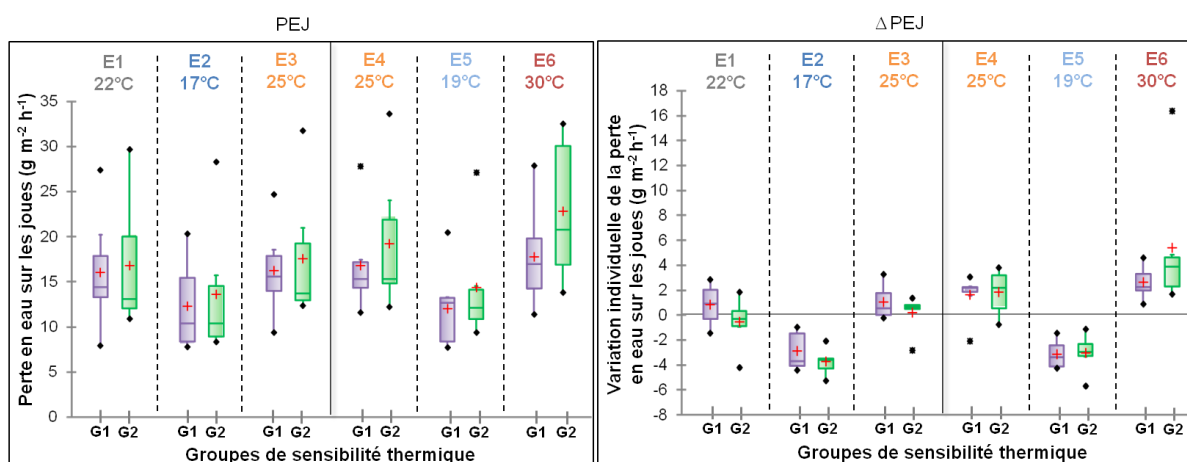 PEJ
E1 E2 E3 E4 E5 E6
22°C 17°C 25°C 25°C 19°C 30°C
Perte en eau sur les joues (g m-2 h-1)
35
30
25
20
15
10
5
0
G1 G2 G1 G2 G1 G2 G1 G2 G1 G2 G1 G2
Groupes de sensibilité thermique
Δ PEJ
E1 E2 E3 E4 E5 E6
22°C 17°C 25°C 25°C 19°C 30°C
Variation individuelle de la perte
en eau sur les joues (g m-2 h-1)
18
16
14
12
10
8
6
4
2
0
-2
-4
-6
-8
G1 G2 G1 G2 G1 G2 G1 G2 G1 G2 G1 G2
Groupes de sensibilité thermique